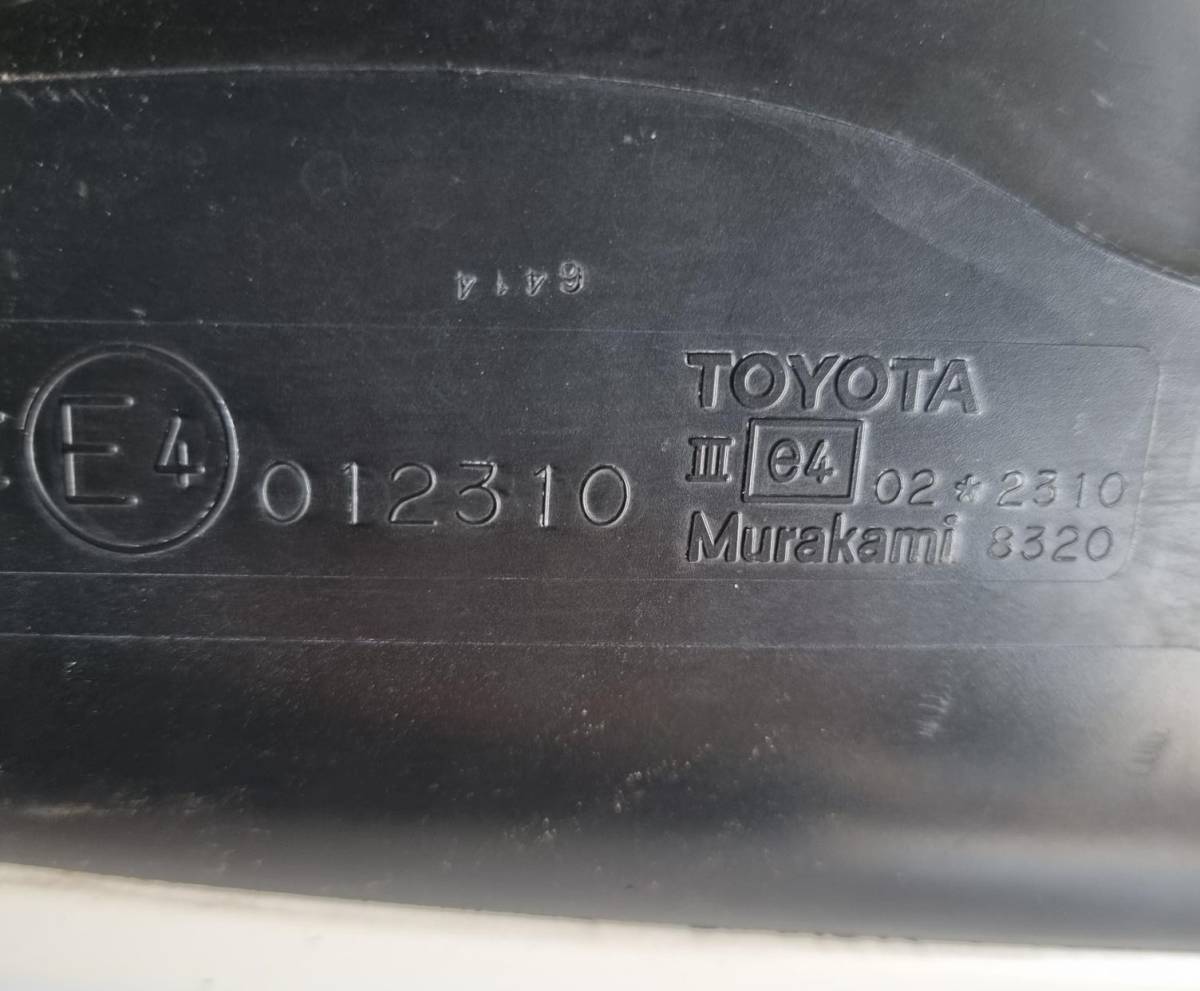 6414
E4 012310
TOYOTA
III e4 02*2310
Murakami 8320